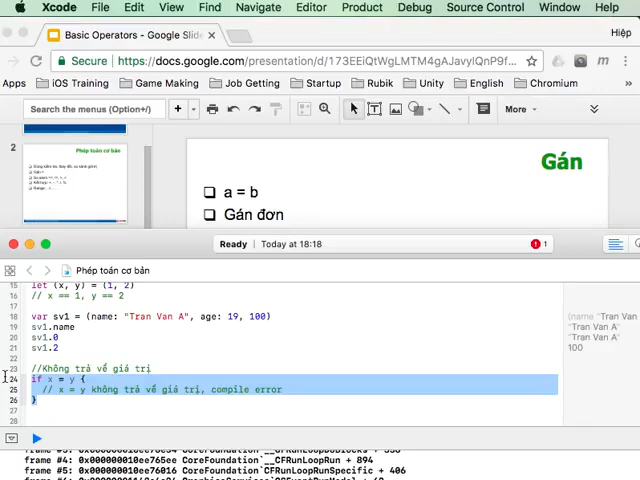 Xcode File Edit View Find Navigate Editor Product Debug Source Control Window Help
Basic Operators - Google Slide
Hiệp
https://docs.google.com/presentation/d/173EEiQtWgLMTM4gAJavyIQnP9f...
Apps iOS Training Game Making Job Getting Startup Rubik Unity English Chromium
Search the menus (Option+/)
More
2
Phép toán cơ bản
Gán
a = b
Gán đơn
Ready Today at 18:18
1
Phép toán cơ bản
15 let (x, y) = (1, 2)
16 // x == 1, y == 2
17
18 var sv1 = (name: "Tran Van A", age: 19, 100)
(name "Tran Van
19 sv1.name
"Tran Van A"
20 sv1.0
"Tran Van A"
21 sv1.2
100
22
23 //Không trả về giá trị
24 if x = y {
25 // x = y không trả về giá trị, compile error
26 }
27
28
frame #4: 0x000000010ee765ee CoreFoundation`__CFRunLoopRun + 894
frame #5: 0x000000010ee76016 CoreFoundation`CFRunLoopRunSpecific + 406